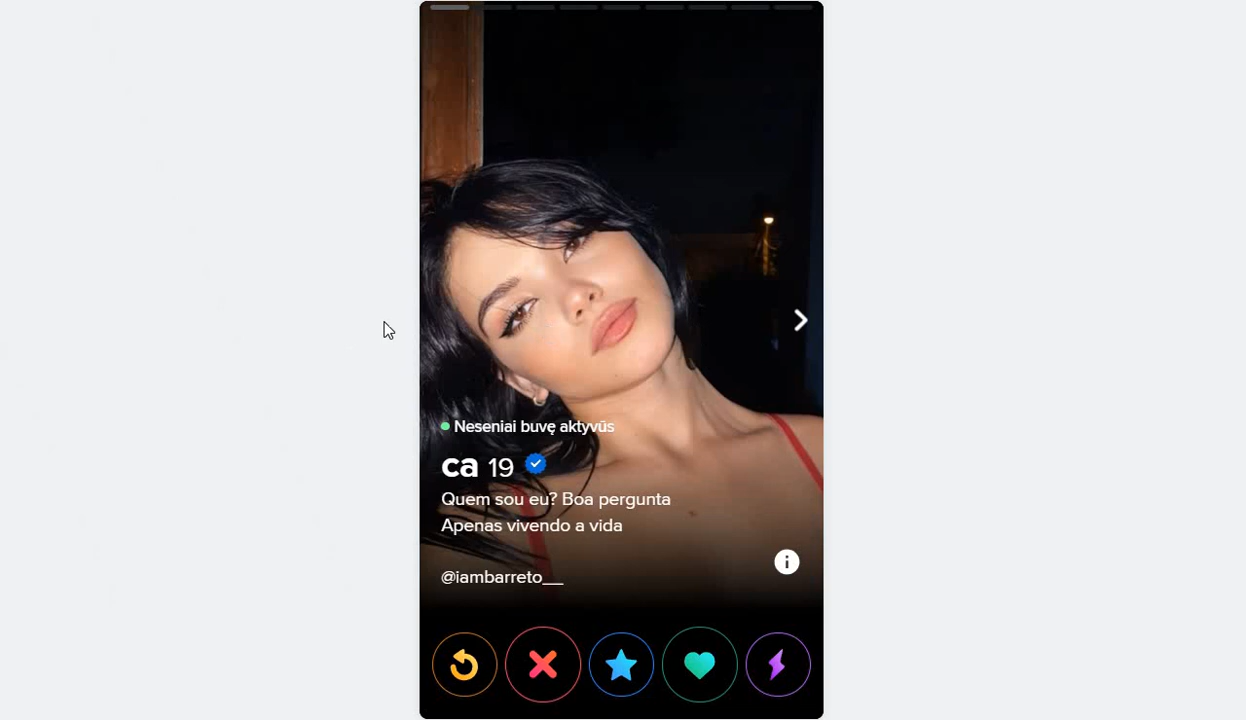 Neseniai buvę aktyvūs
ca 19
Quem sou eu? Boa pergunta
Apenas vivendo a vida
@iambarreto__